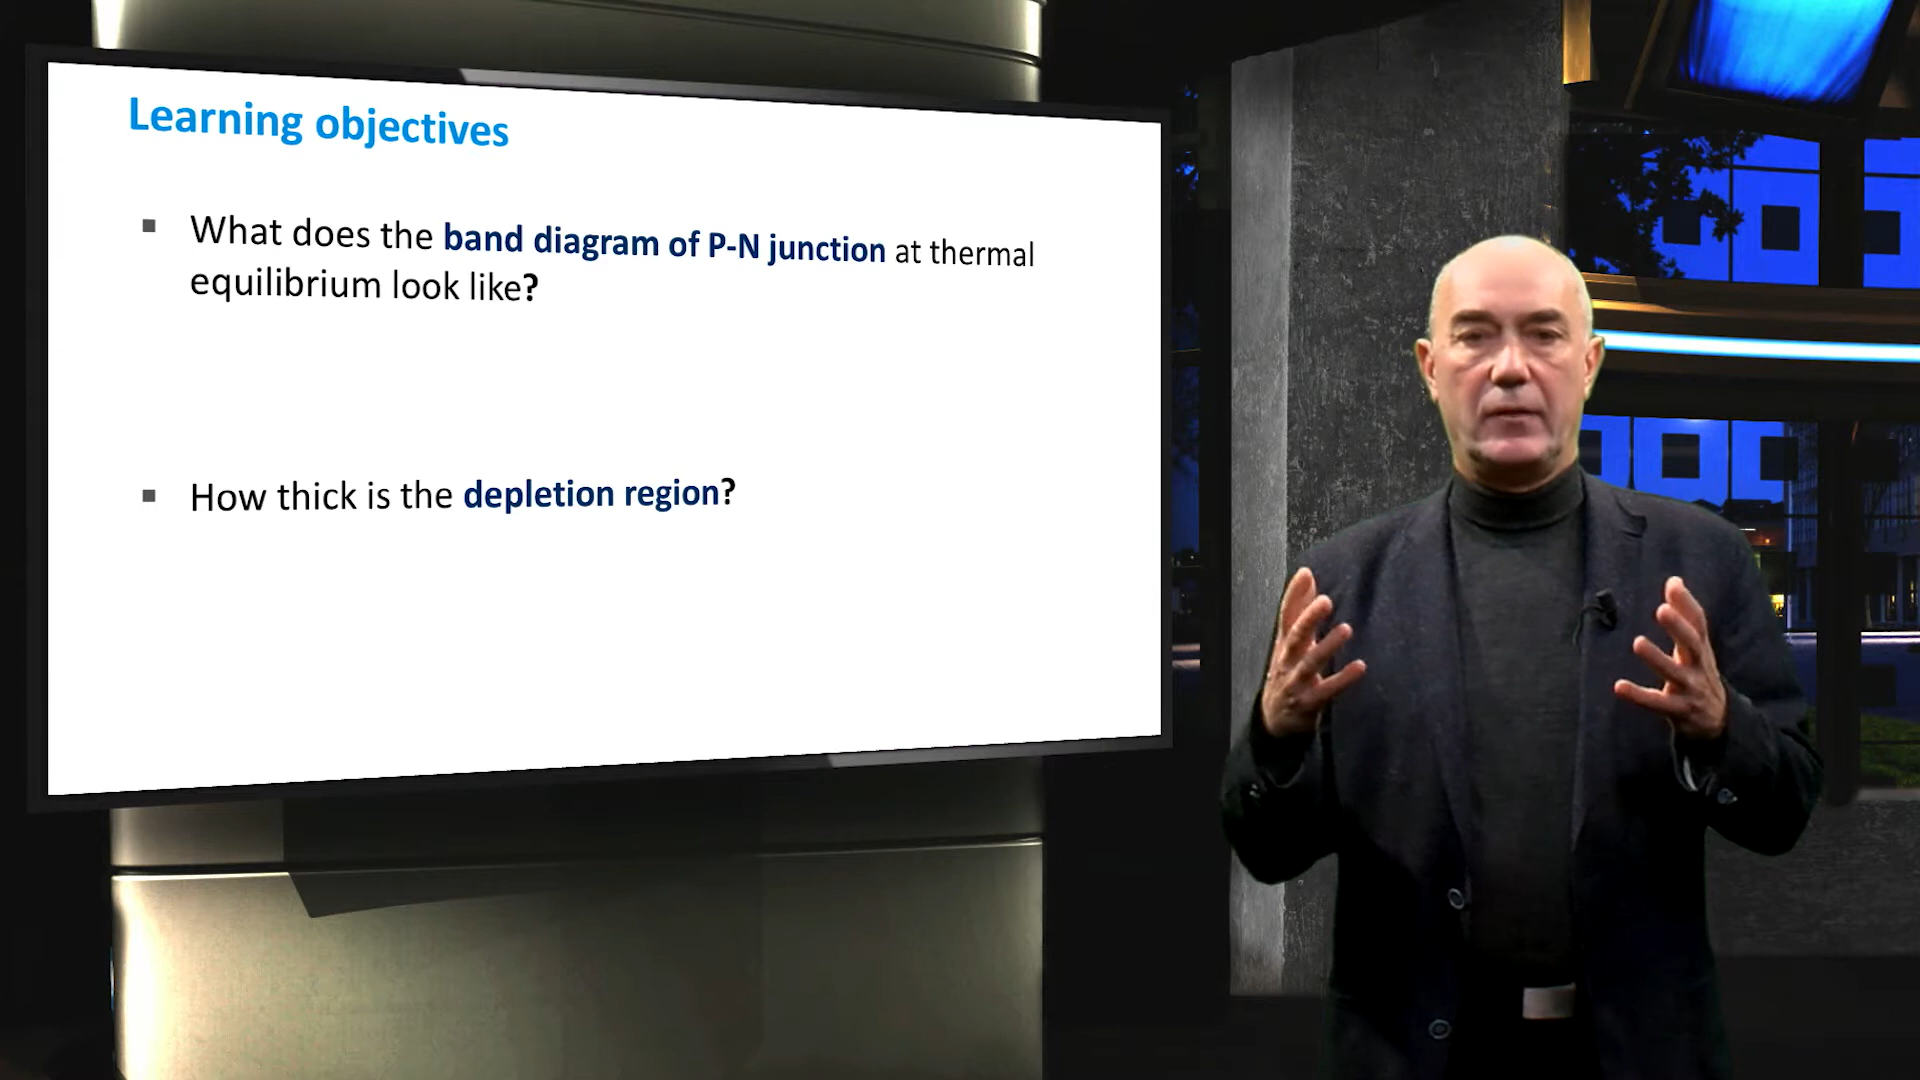 Learning objectives
▪ What does the band diagram of P-N junction at thermal
equilibrium look like?
▪ How thick is the depletion region?